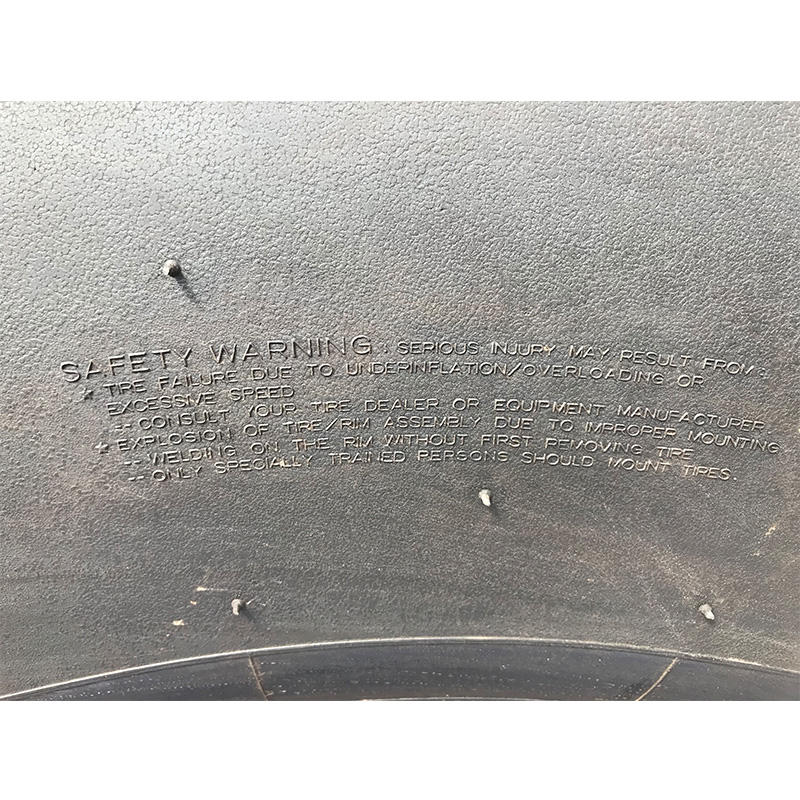 SAFETY WARNING . SERIOUS INJURY MAY RESULT FROM :
★ TIRE FAILURE DUE TO UNDERINFLATION/OVERLOADING OR
EXCESSIVE SPEED
-- CONSULT YOUR TIRE DEALER OR EQUIPMENT MANUFACTURER
★ EXPLOSION OF TIRE/RIM ASSEMBLY DUE TO IMPROPER MOUNTING
-- WELDING ON THE RIM WITHOUT FIRST REMOVING TIRE
-- ONLY SPECIALLY TRAINED PERSONS SHOULD MOUNT TIRES.